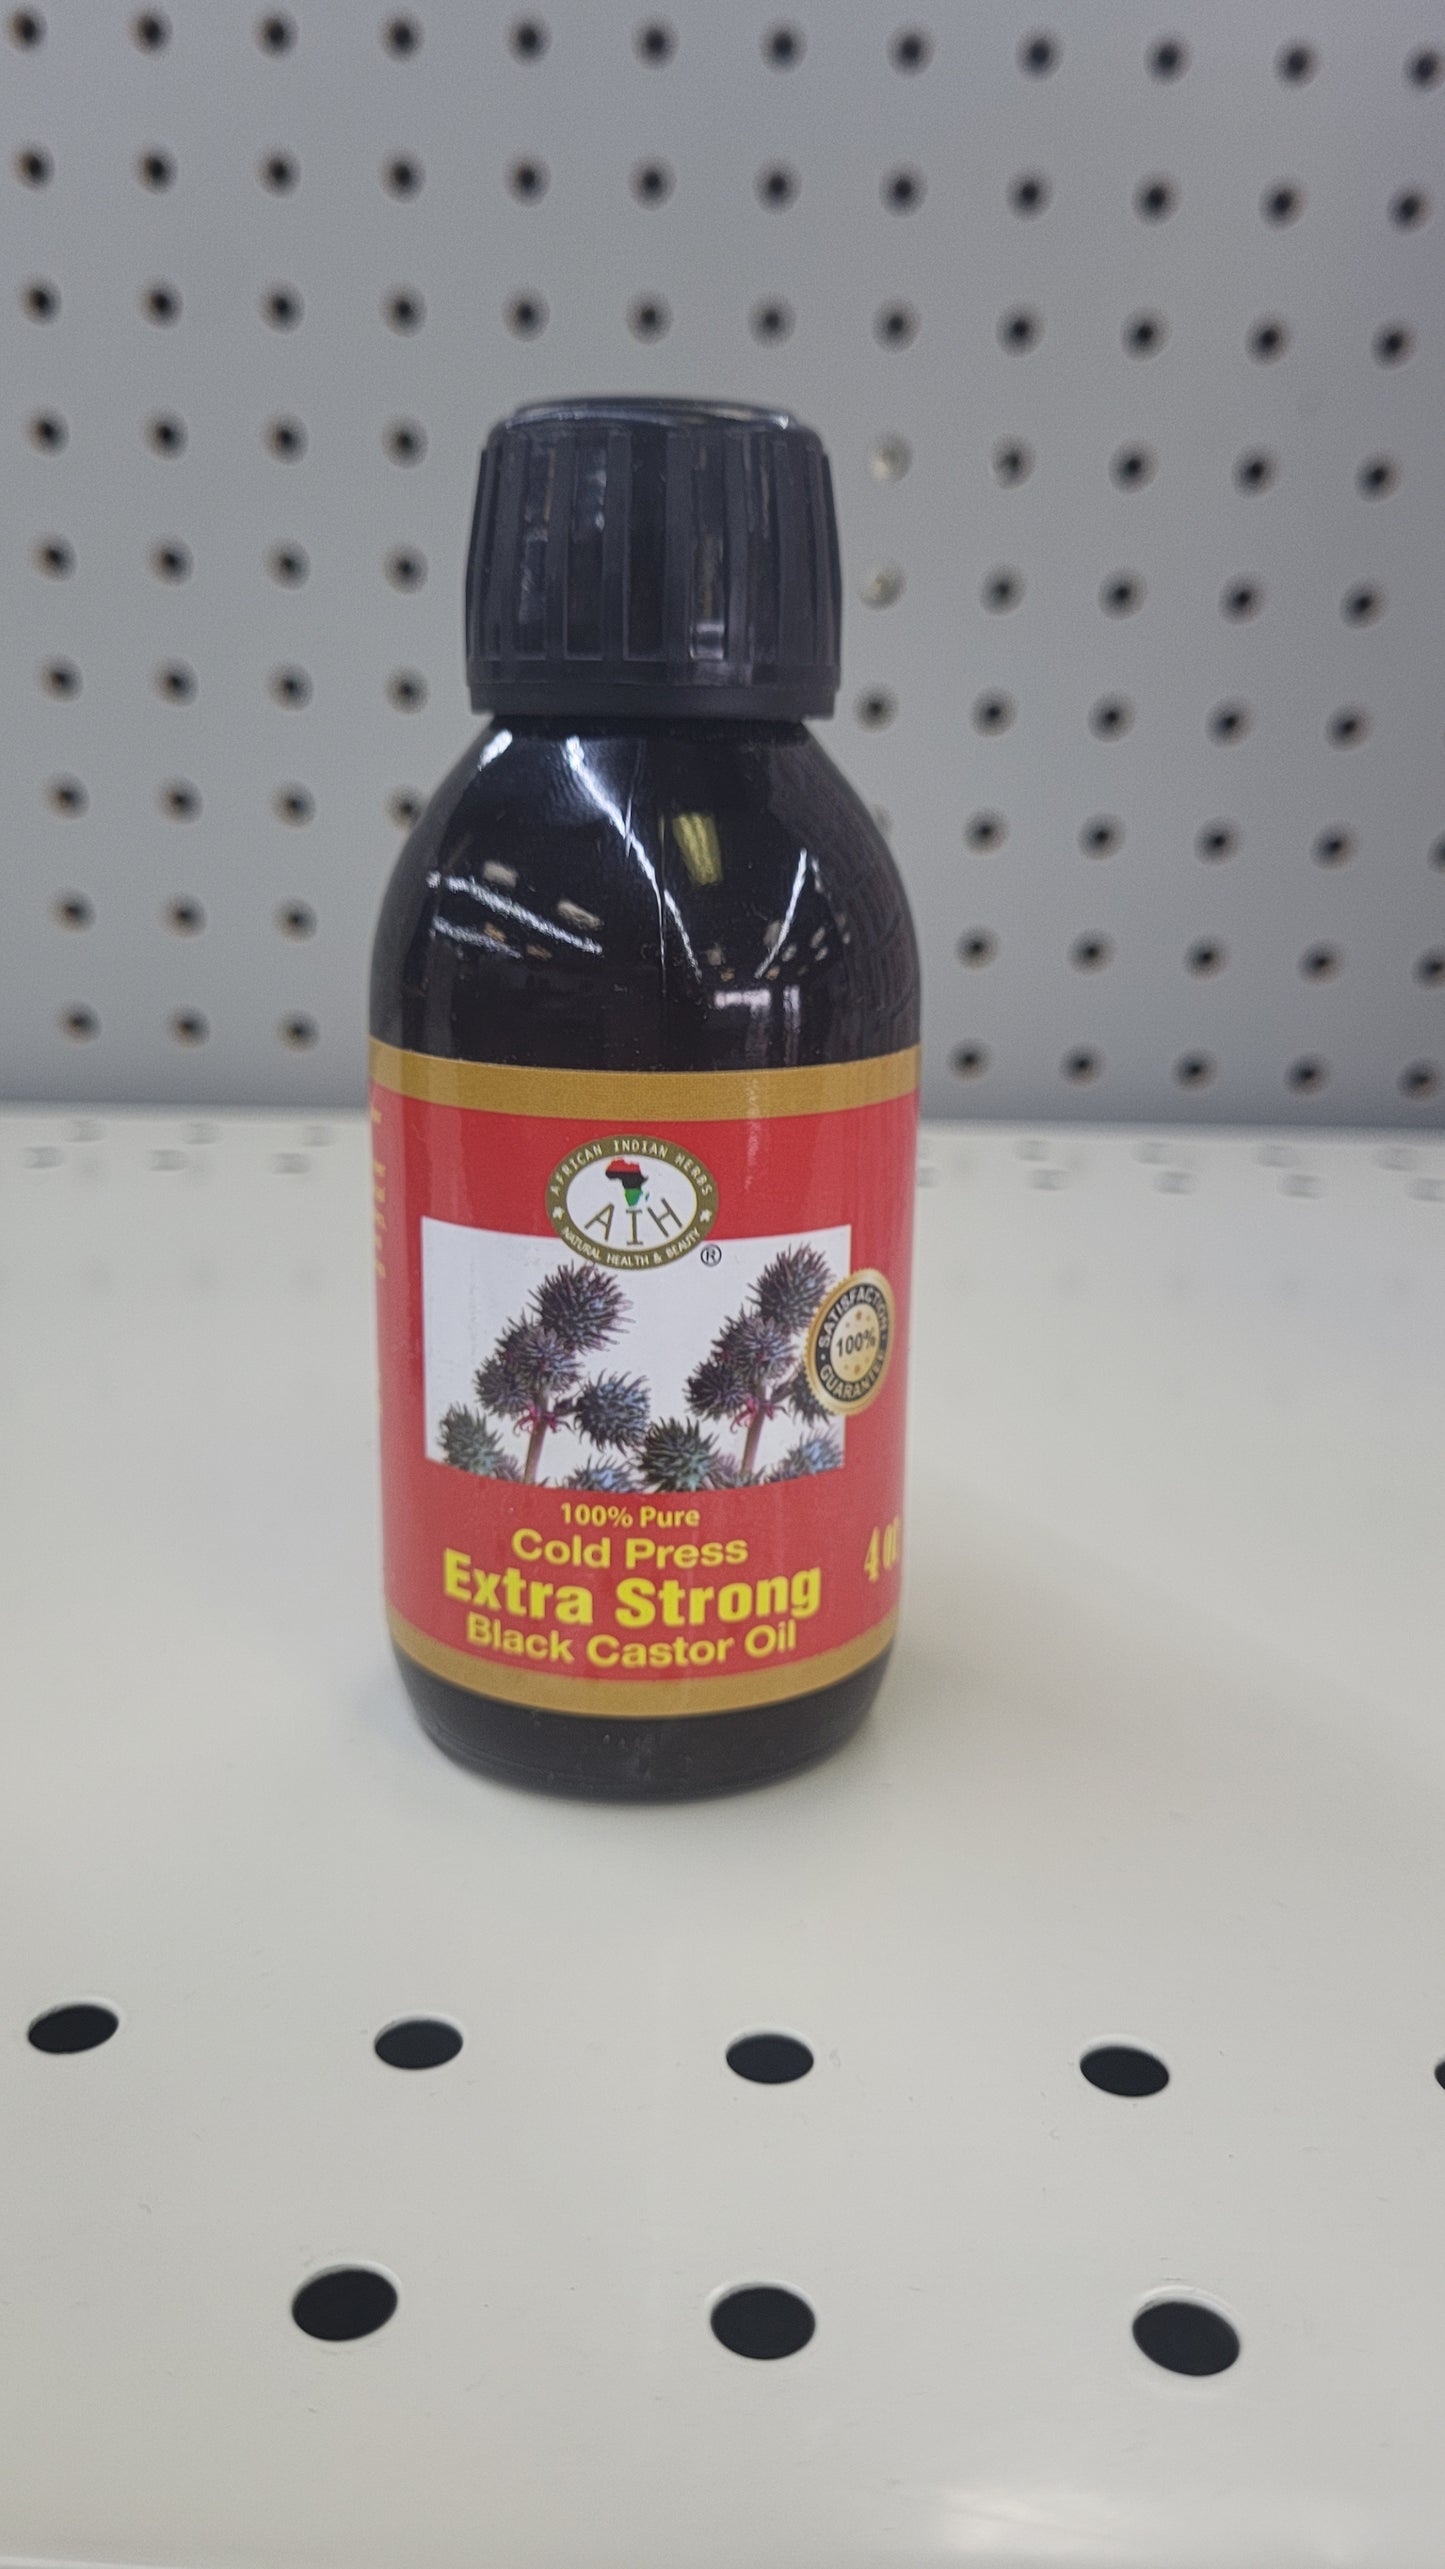 AFRICAN INDIAN HERBS
AIH
NATURAL HEALTH & BEAUTY
®
SATISFACTION
100%
GUARANTEE
100% Pure
Cold Press
Extra Strong
Black Castor Oil
4